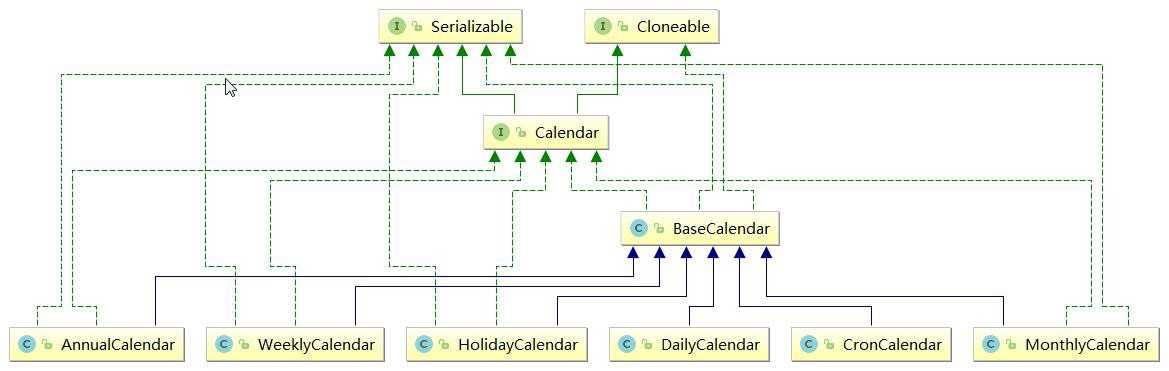 I Serializable
I Cloneable
I Calendar
C BaseCalendar
C AnnualCalendar
C WeeklyCalendar
C HolidayCalendar
C DailyCalendar
C CronCalendar
C MonthlyCalendar